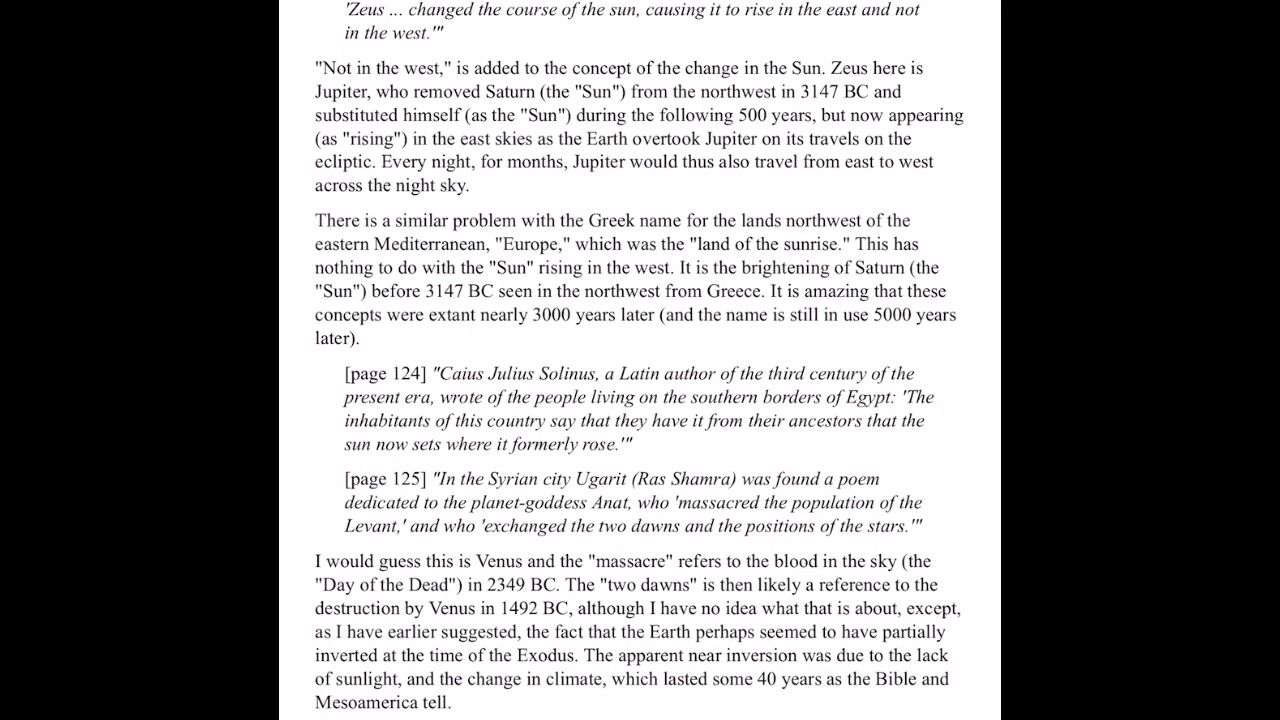 'Zeus ... changed the course of the sun, causing it to rise in the east and not
in the west.'"
"Not in the west," is added to the concept of the change in the Sun. Zeus here is
Jupiter, who removed Saturn (the "Sun") from the northwest in 3147 BC and
substituted himself (as the "Sun") during the following 500 years, but now appearing
(as "rising") in the east skies as the Earth overtook Jupiter on its travels on the
ecliptic. Every night, for months, Jupiter would thus also travel from east to west
across the night sky.
There is a similar problem with the Greek name for the lands northwest of the
eastern Mediterranean, "Europe," which was the "land of the sunrise." This has
nothing to do with the "Sun" rising in the west. It is the brightening of Saturn (the
"Sun") before 3147 BC seen in the northwest from Greece. It is amazing that these
concepts were extant nearly 3000 years later (and the name is still in use 5000 years
later).
[page 124] "Caius Julius Solinus, a Latin author of the third century of the
present era, wrote of the people living on the southern borders of Egypt: 'The
inhabitants of this country say that they have it from their ancestors that the
sun now sets where it formerly rose.'"
[page 125] "In the Syrian city Ugarit (Ras Shamra) was found a poem
dedicated to the planet-goddess Anat, who 'massacred the population of the
Levant,' and who 'exchanged the two dawns and the positions of the stars.'"
I would guess this is Venus and the "massacre" refers to the blood in the sky (the
"Day of the Dead") in 2349 BC. The "two dawns" is then likely a reference to the
destruction by Venus in 1492 BC, although I have no idea what that is about, except,
as I have earlier suggested, the fact that the Earth perhaps seemed to have partially
inverted at the time of the Exodus. The apparent near inversion was due to the lack
of sunlight, and the change in climate, which lasted some 40 years as the Bible and
Mesoamerica tell.